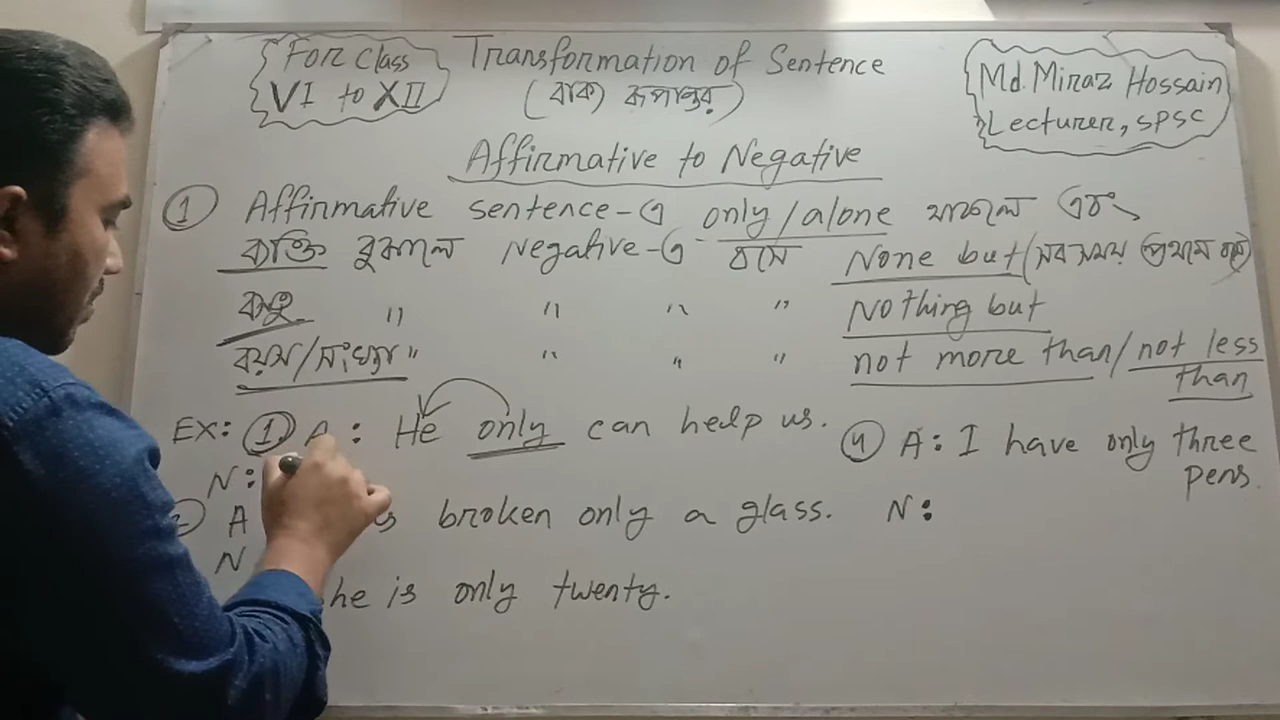 For Class
VI to XII
Transformation of Sentence
(বাক্য রূপান্তর)
Md. Miraz Hossain
Lecturer, SPSC
Affirmative to Negative
① Affirmative sentence-এ only/alone থাকলে এবং
ব্যক্তি বুঝালে Negative-এ বসে None but (সব সময় প্রথমে বসে)
বস্তু " " " " Nothing but
বয়স/সংখ্যা " " " " not more than/not less
than
Ex: ① A: He only can help us.
N:
② A broken only a glass.
N
he is only twenty.
④ A: I have only three
pens.
N: